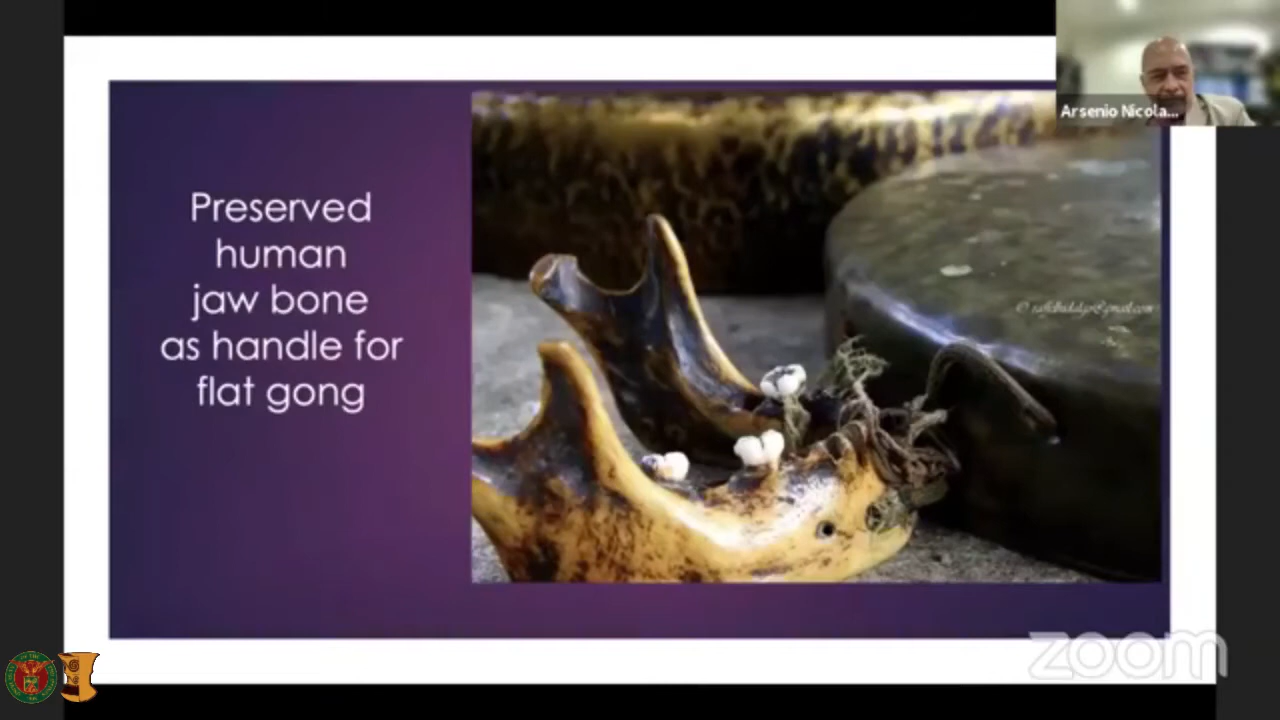 Arsenio Nicola...
Preserved
human
jaw bone
as handle for
flat gong
zoom